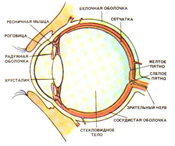 РЕСНИЧНАЯ МЫШЦА
РОГОВИЦА
РАДУЖНАЯ
ОБОЛОЧКА
ХРУСТАЛИК
БЕЛОЧНАЯ ОБОЛОЧКА
СЕТЧАТКА
ЖЕЛТОЕ
ПЯТНО
СЛЕПОЕ
ПЯТНО
ЗРИТЕЛЬНЫЙ НЕРВ
СОСУДИСТАЯ ОБОЛОЧКА
СТЕКЛОВИДНОЕ
ТЕЛО